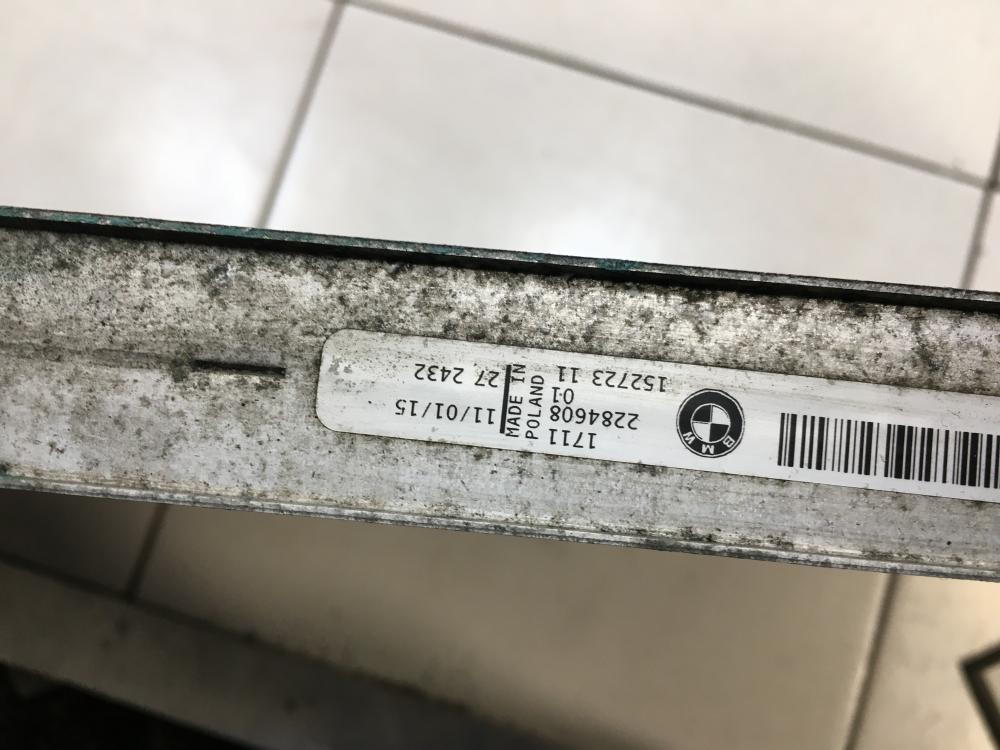 BMW
1711
2284608
01
152723 11
MADE IN
POLAND
11/01/15
27 2432